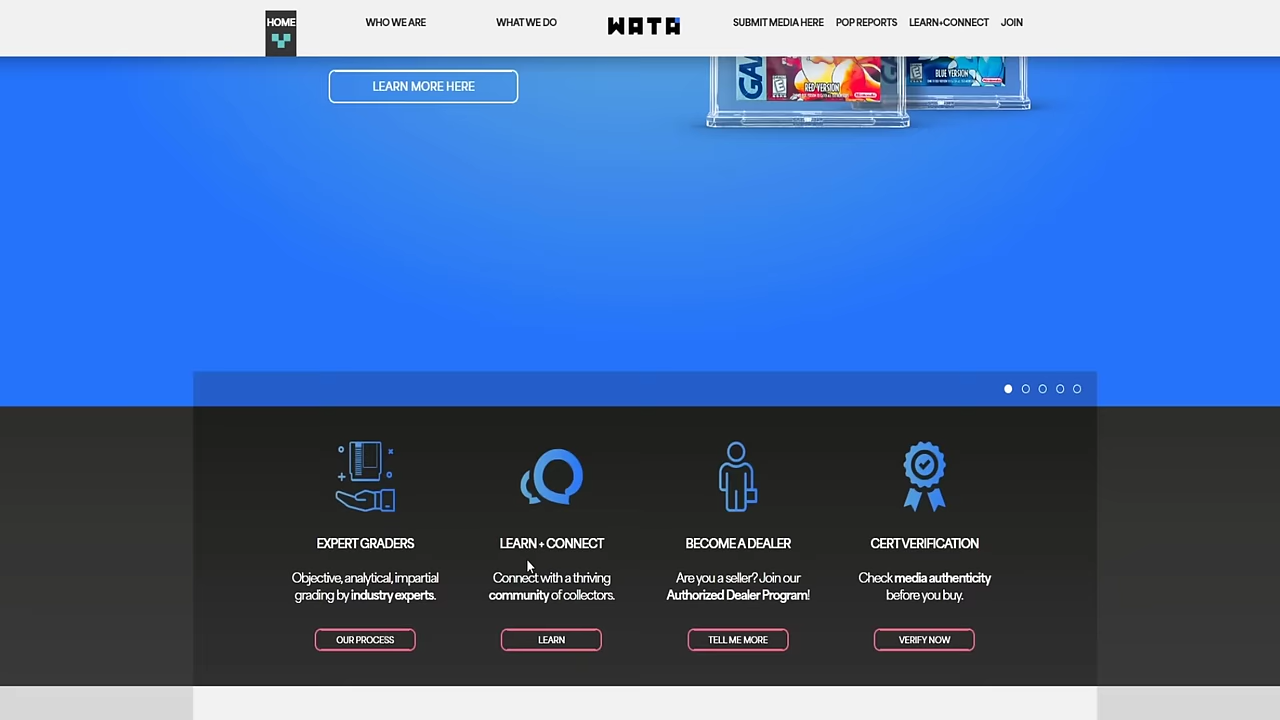 HOME
WHO WE ARE
WHAT WE DO
WATA
SUBMIT MEDIA HERE
POP REPORTS
LEARN+CONNECT
JOIN
LEARN MORE HERE
GAM
RED VERSION
Nintendo
BLUE VERSION
Nintendo
EXPERT GRADERS
Objective, analytical, impartial
grading by industry experts.
OUR PROCESS
LEARN + CONNECT
Connect with a thriving
community of collectors.
LEARN
BECOME A DEALER
Are you a seller? Join our
Authorized Dealer Program!
TELL ME MORE
CERT VERIFICATION
Check media authenticity
before you buy.
VERIFY NOW